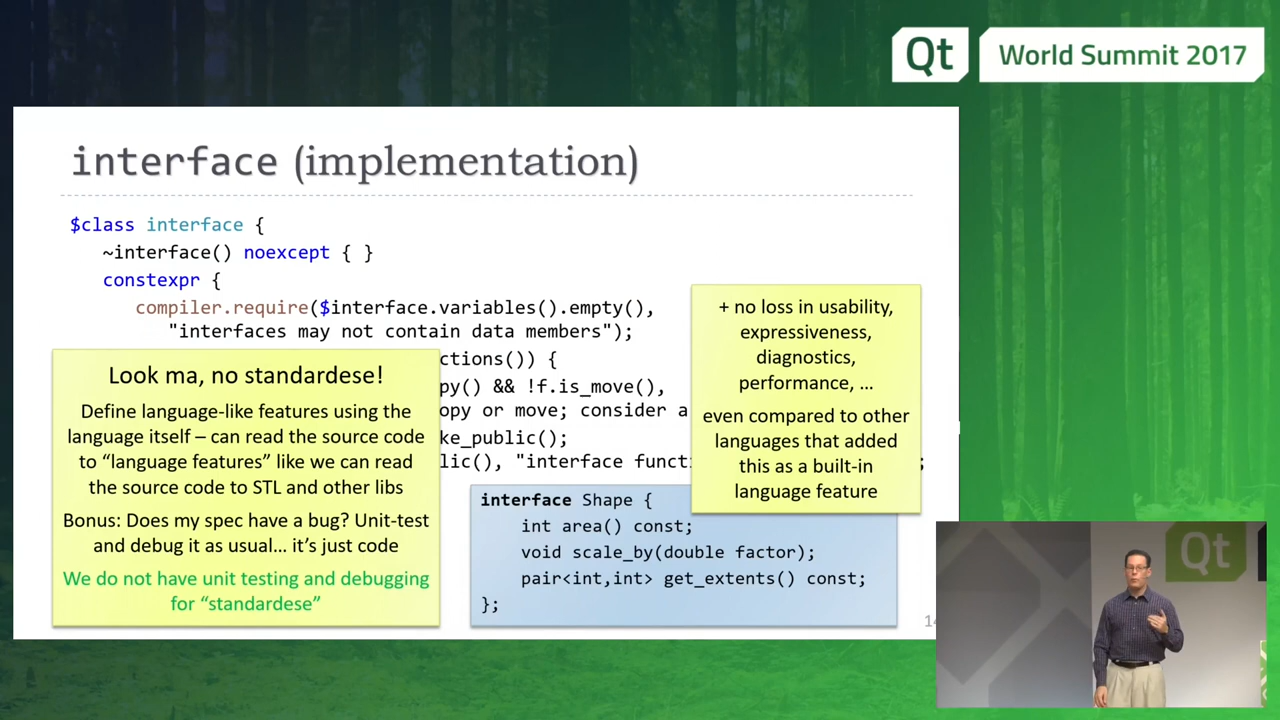 Qt World Summit 2017
interface (implementation)
$class interface {
~interface() noexcept { }
constexpr {
compiler.require($interface.variables().empty(),
"interfaces may not contain data members");
ctions()) {
py() && !f.is_move(),
opy or move; consider a
ke_public();
lic(), "interface functi
;
Look ma, no standardese!
Define language-like features using the
language itself – can read the source code
to “language features” like we can read
the source code to STL and other libs
Bonus: Does my spec have a bug? Unit-test
and debug it as usual… it’s just code
We do not have unit testing and debugging
for “standardese”
+ no loss in usability,
expressiveness,
diagnostics,
performance, …
even compared to other
languages that added
this as a built-in
language feature
interface Shape {
int area() const;
void scale_by(double factor);
pair<int,int> get_extents() const;
};
Qt